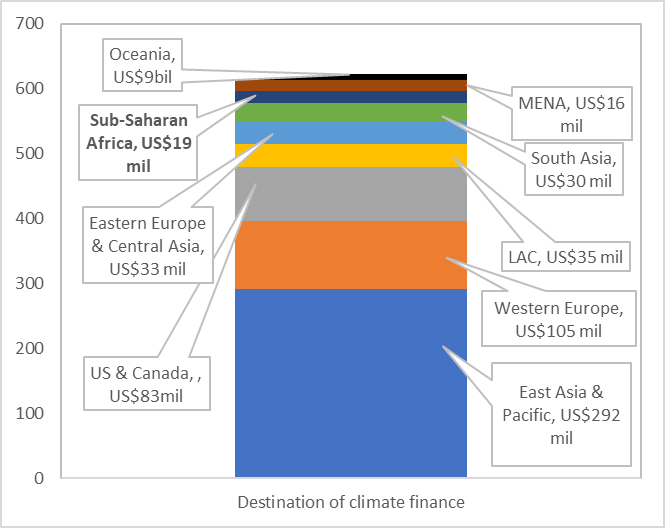 700
600
500
400
300
200
100
0
Oceania,
US$9bil
Sub-Saharan
Africa, US$19
mil
Eastern Europe
& Central Asia,
US$33 mil
US & Canada, ,
US$83mil
MENA, US$16
mil
South Asia,
US$30 mil
LAC, US$35 mil
Western Europe,
US$105 mil
East Asia &
Pacific, US$292
mil
Destination of climate finance